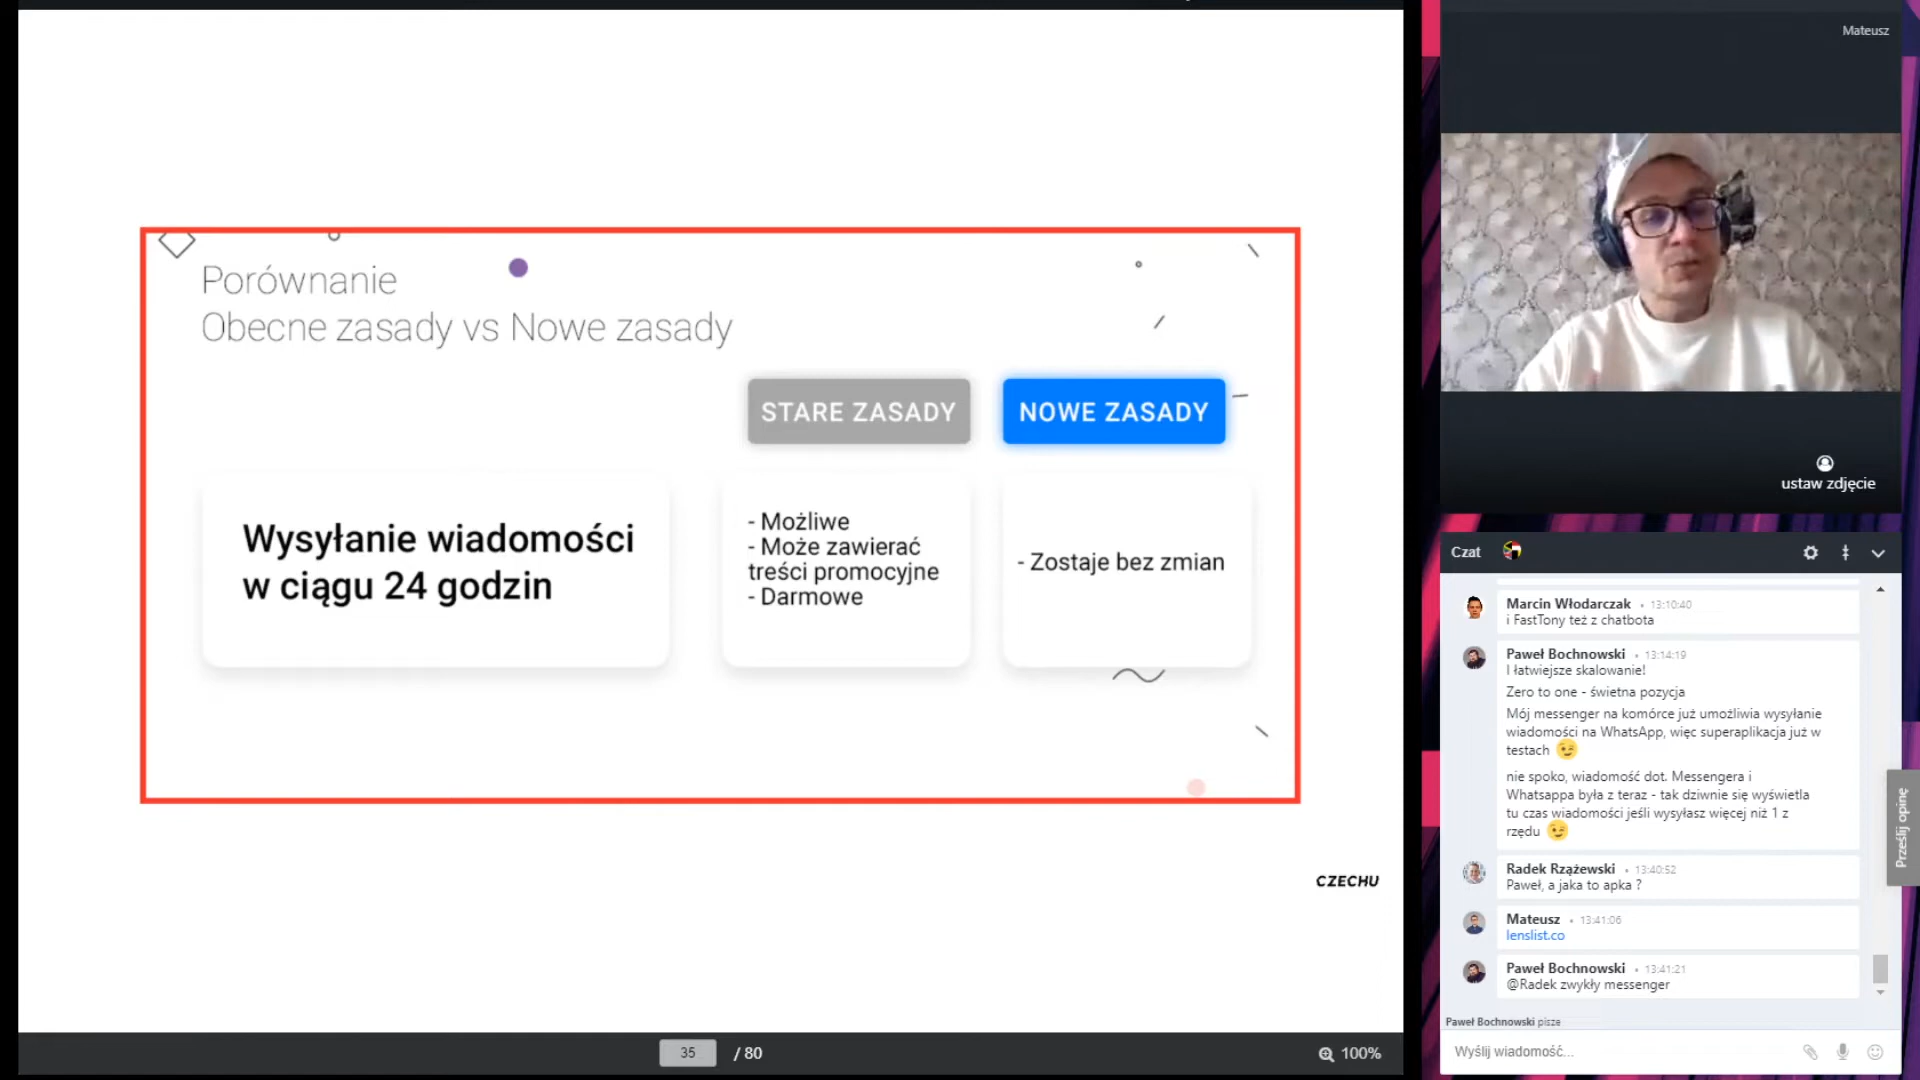 Porównanie
Obecne zasady vs Nowe zasady
STARE ZASADY
NOWE ZASADY
Wysyłanie wiadomości
w ciągu 24 godzin
- Możliwe
- Może zawierać
treści promocyjne
- Darmowe
- Zostaje bez zmian
CZECHU
35 / 80
100%
Mateusz
ustaw zdjęcie
Czat
Marcin Włodarczak • 13:10:40
i FastTony też z chatbota
Paweł Bochnowski • 13:14:19
I łatwiejsze skalowanie!
Zero to one - świetna pozycja
Mój messenger na komórce już umożliwia wysyłanie
wiadomości na WhatsApp, więc superaplikacja już w
testach 😉
nie spoko, wiadomość dot. Messengera i
Whatsappa była z teraz - tak dziwnie się wyświetla
tu czas wiadomości jeśli wysyłasz więcej niż 1 z
rzędu 😉
Radek Rzążewski • 13:40:52
Paweł, a jaka to apka ?
Mateusz • 13:41:06
lenslist.co
Paweł Bochnowski • 13:41:21
@Radek zwykły messenger
Paweł Bochnowski pisze
Wyślij wiadomość...
Prześlij opinię